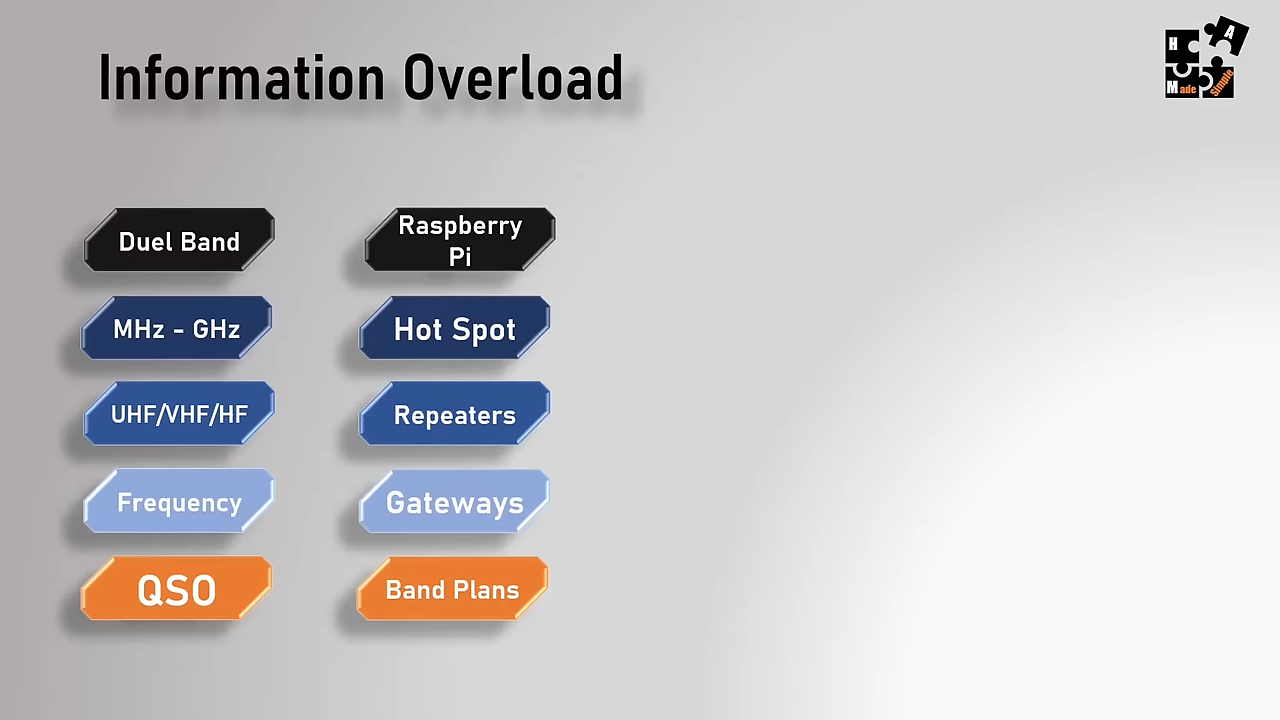 Information Overload
H A
Made Simple
Duel Band
Raspberry
Pi
MHz - GHz
Hot Spot
UHF/VHF/HF
Repeaters
Frequency
Gateways
QSO
Band Plans